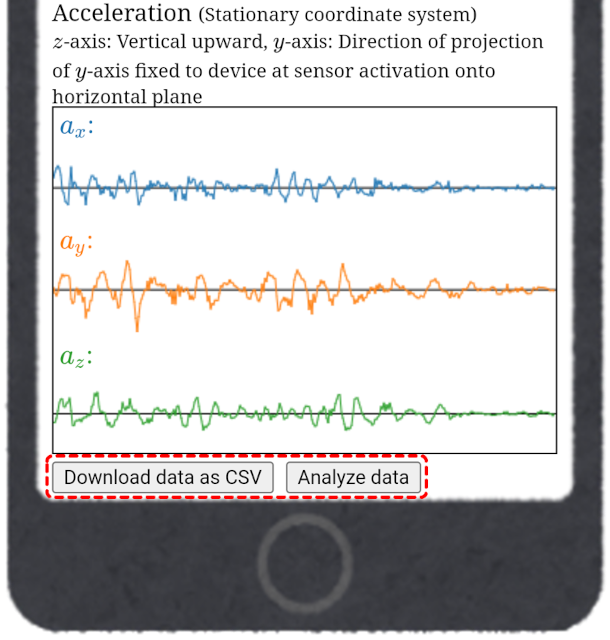 Acceleration (Stationary coordinate system)
z-axis: Vertical upward, y-axis: Direction of projection
of y-axis fixed to device at sensor activation onto
horizontal plane
aₓ:
a_y:
a_z:
Download data as CSV Analyze data